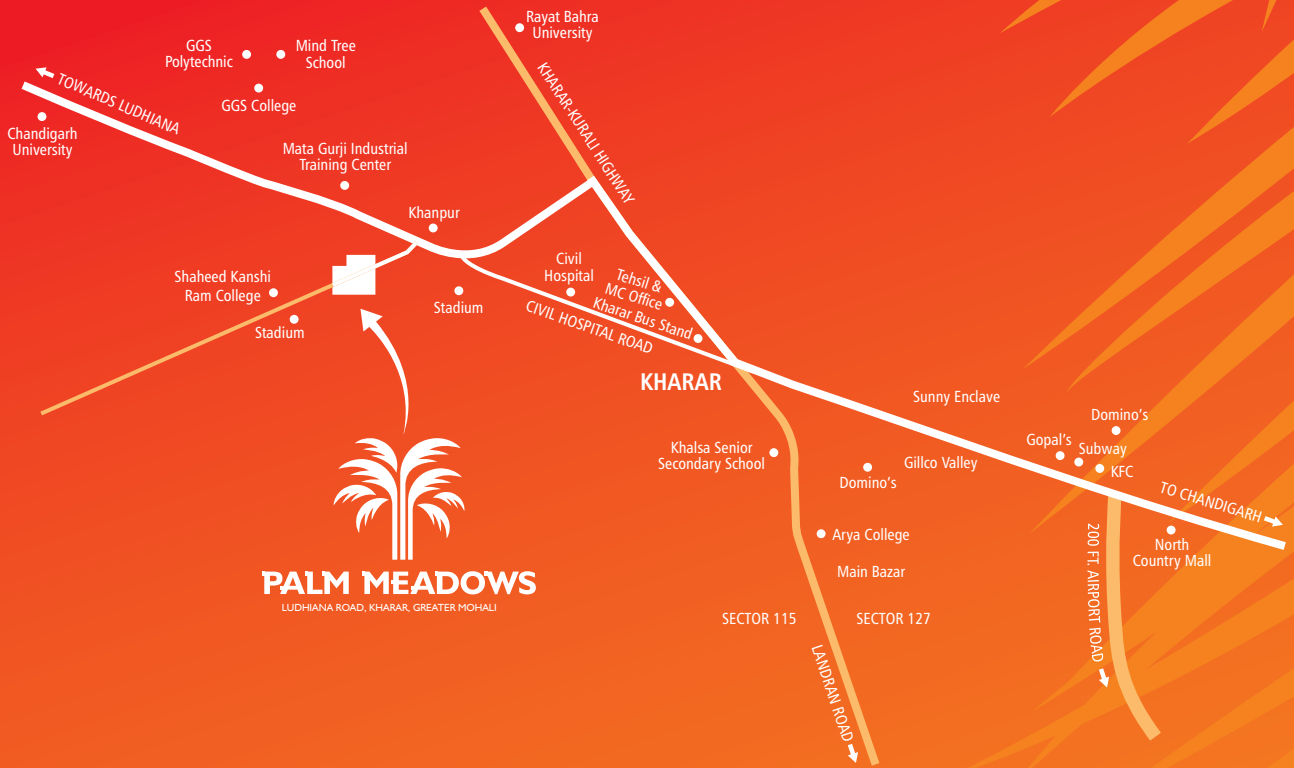 Rayat Bahra
University
GGS
Polytechnic
Mind Tree
School
GGS College
TOWARDS LUDHIANA
Chandigarh
University
KHARAR-KURALI HIGHWAY
Mata Gurji Industrial
Training Center
Khanpur
Shaheed Kanshi
Ram College
Stadium
Stadium
Civil
Hospital
Tehsil &
MC Office
Kharar Bus Stand
CIVIL HOSPITAL ROAD
KHARAR
Sunny Enclave
Domino's
Gopal's
Subway
KFC
Khalsa Senior
Secondary School
Domino's
Gillco Valley
TO CHANDIGARH
North
Country Mall
200 FT. AIRPORT ROAD
Arya College
Main Bazar
SECTOR 115
SECTOR 127
LANDRAN ROAD
PALM MEADOWS
LUDHIANA ROAD, KHARAR, GREATER MOHALI